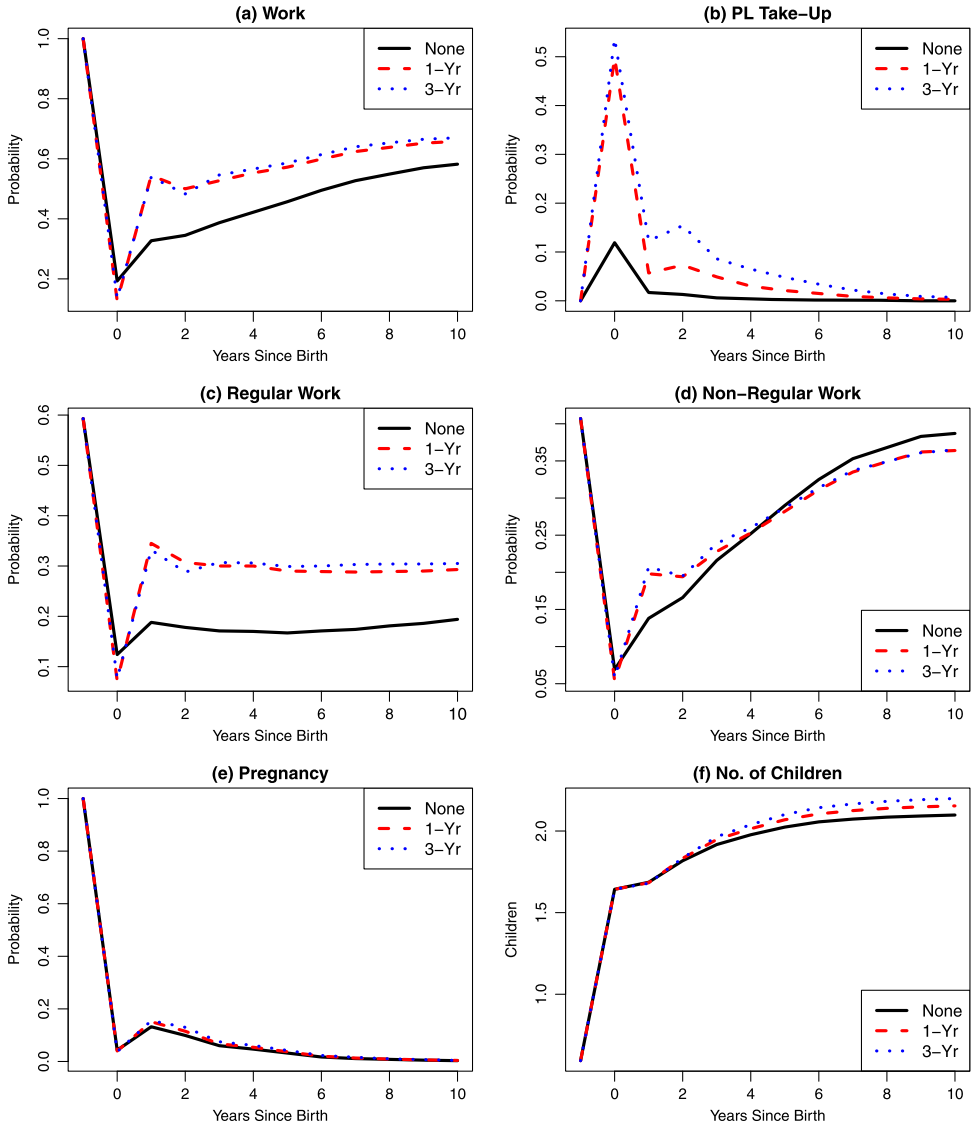 (a) Work
Probability
1.0
0.8
0.6
0.4
0.2
None
1−Yr
3−Yr
0 2 4 6 8 10
Years Since Birth
(b) PL Take−Up
Probability
0.5
0.4
0.3
0.2
0.1
0.0
None
1−Yr
3−Yr
0 2 4 6 8 10
Years Since Birth
(c) Regular Work
Probability
0.6
0.5
0.4
0.3
0.2
0.1
None
1−Yr
3−Yr
0 2 4 6 8 10
Years Since Birth
(d) Non−Regular Work
Probability
0.35
0.25
0.15
0.05
None
1−Yr
3−Yr
0 2 4 6 8 10
Years Since Birth
(e) Pregnancy
Probability
1.0
0.8
0.6
0.4
0.2
0.0
None
1−Yr
3−Yr
0 2 4 6 8 10
Years Since Birth
(f) No. of Children
Children
2.0
1.5
1.0
None
1−Yr
3−Yr
0 2 4 6 8 10
Years Since Birth